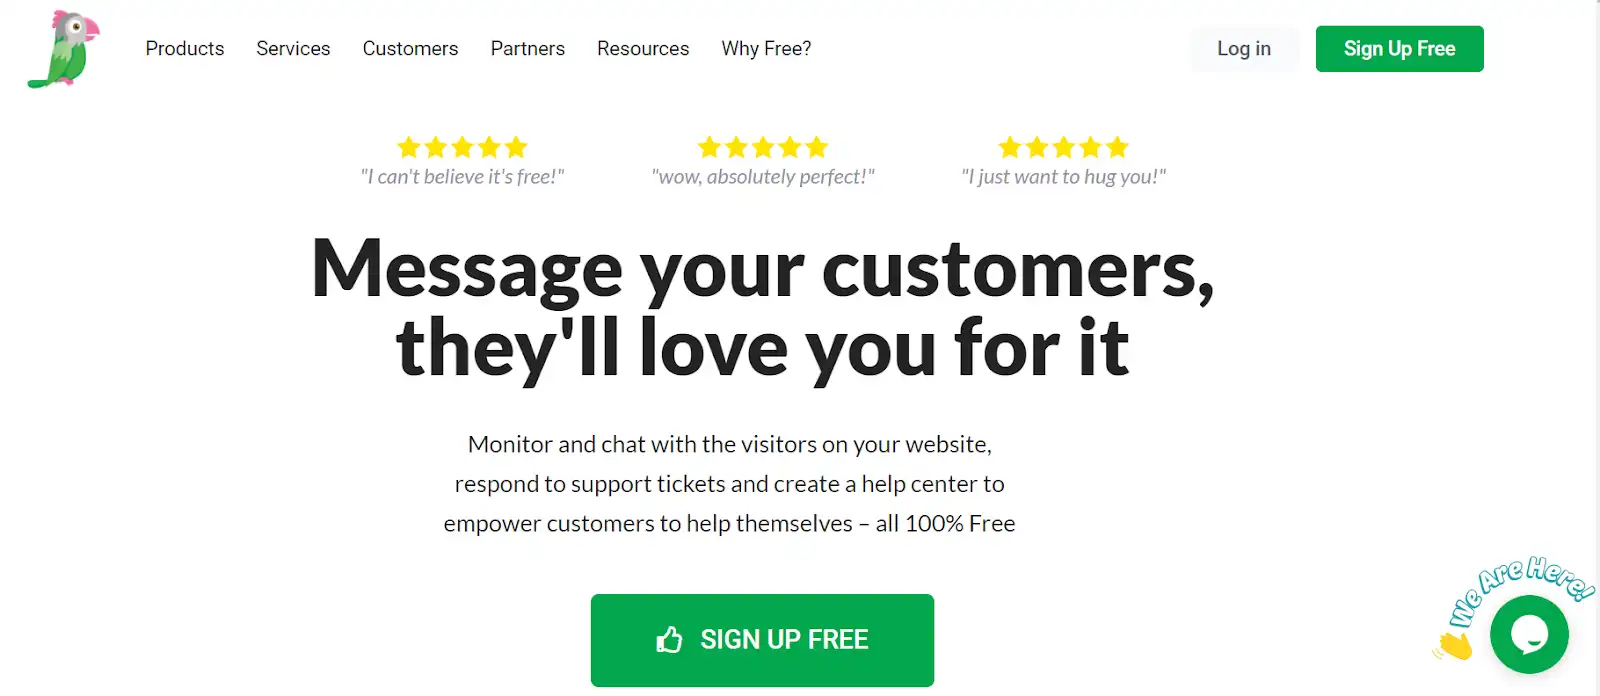 Products Services Customers Partners Resources Why Free? Log in Sign Up Free
"I can't believe it's free!" "wow, absolutely perfect!" "I just want to hug you!"
Message your customers,
they'll love you for it
Monitor and chat with the visitors on your website,
respond to support tickets and create a help center to
empower customers to help themselves – all 100% Free
SIGN UP FREE
We Are Here!